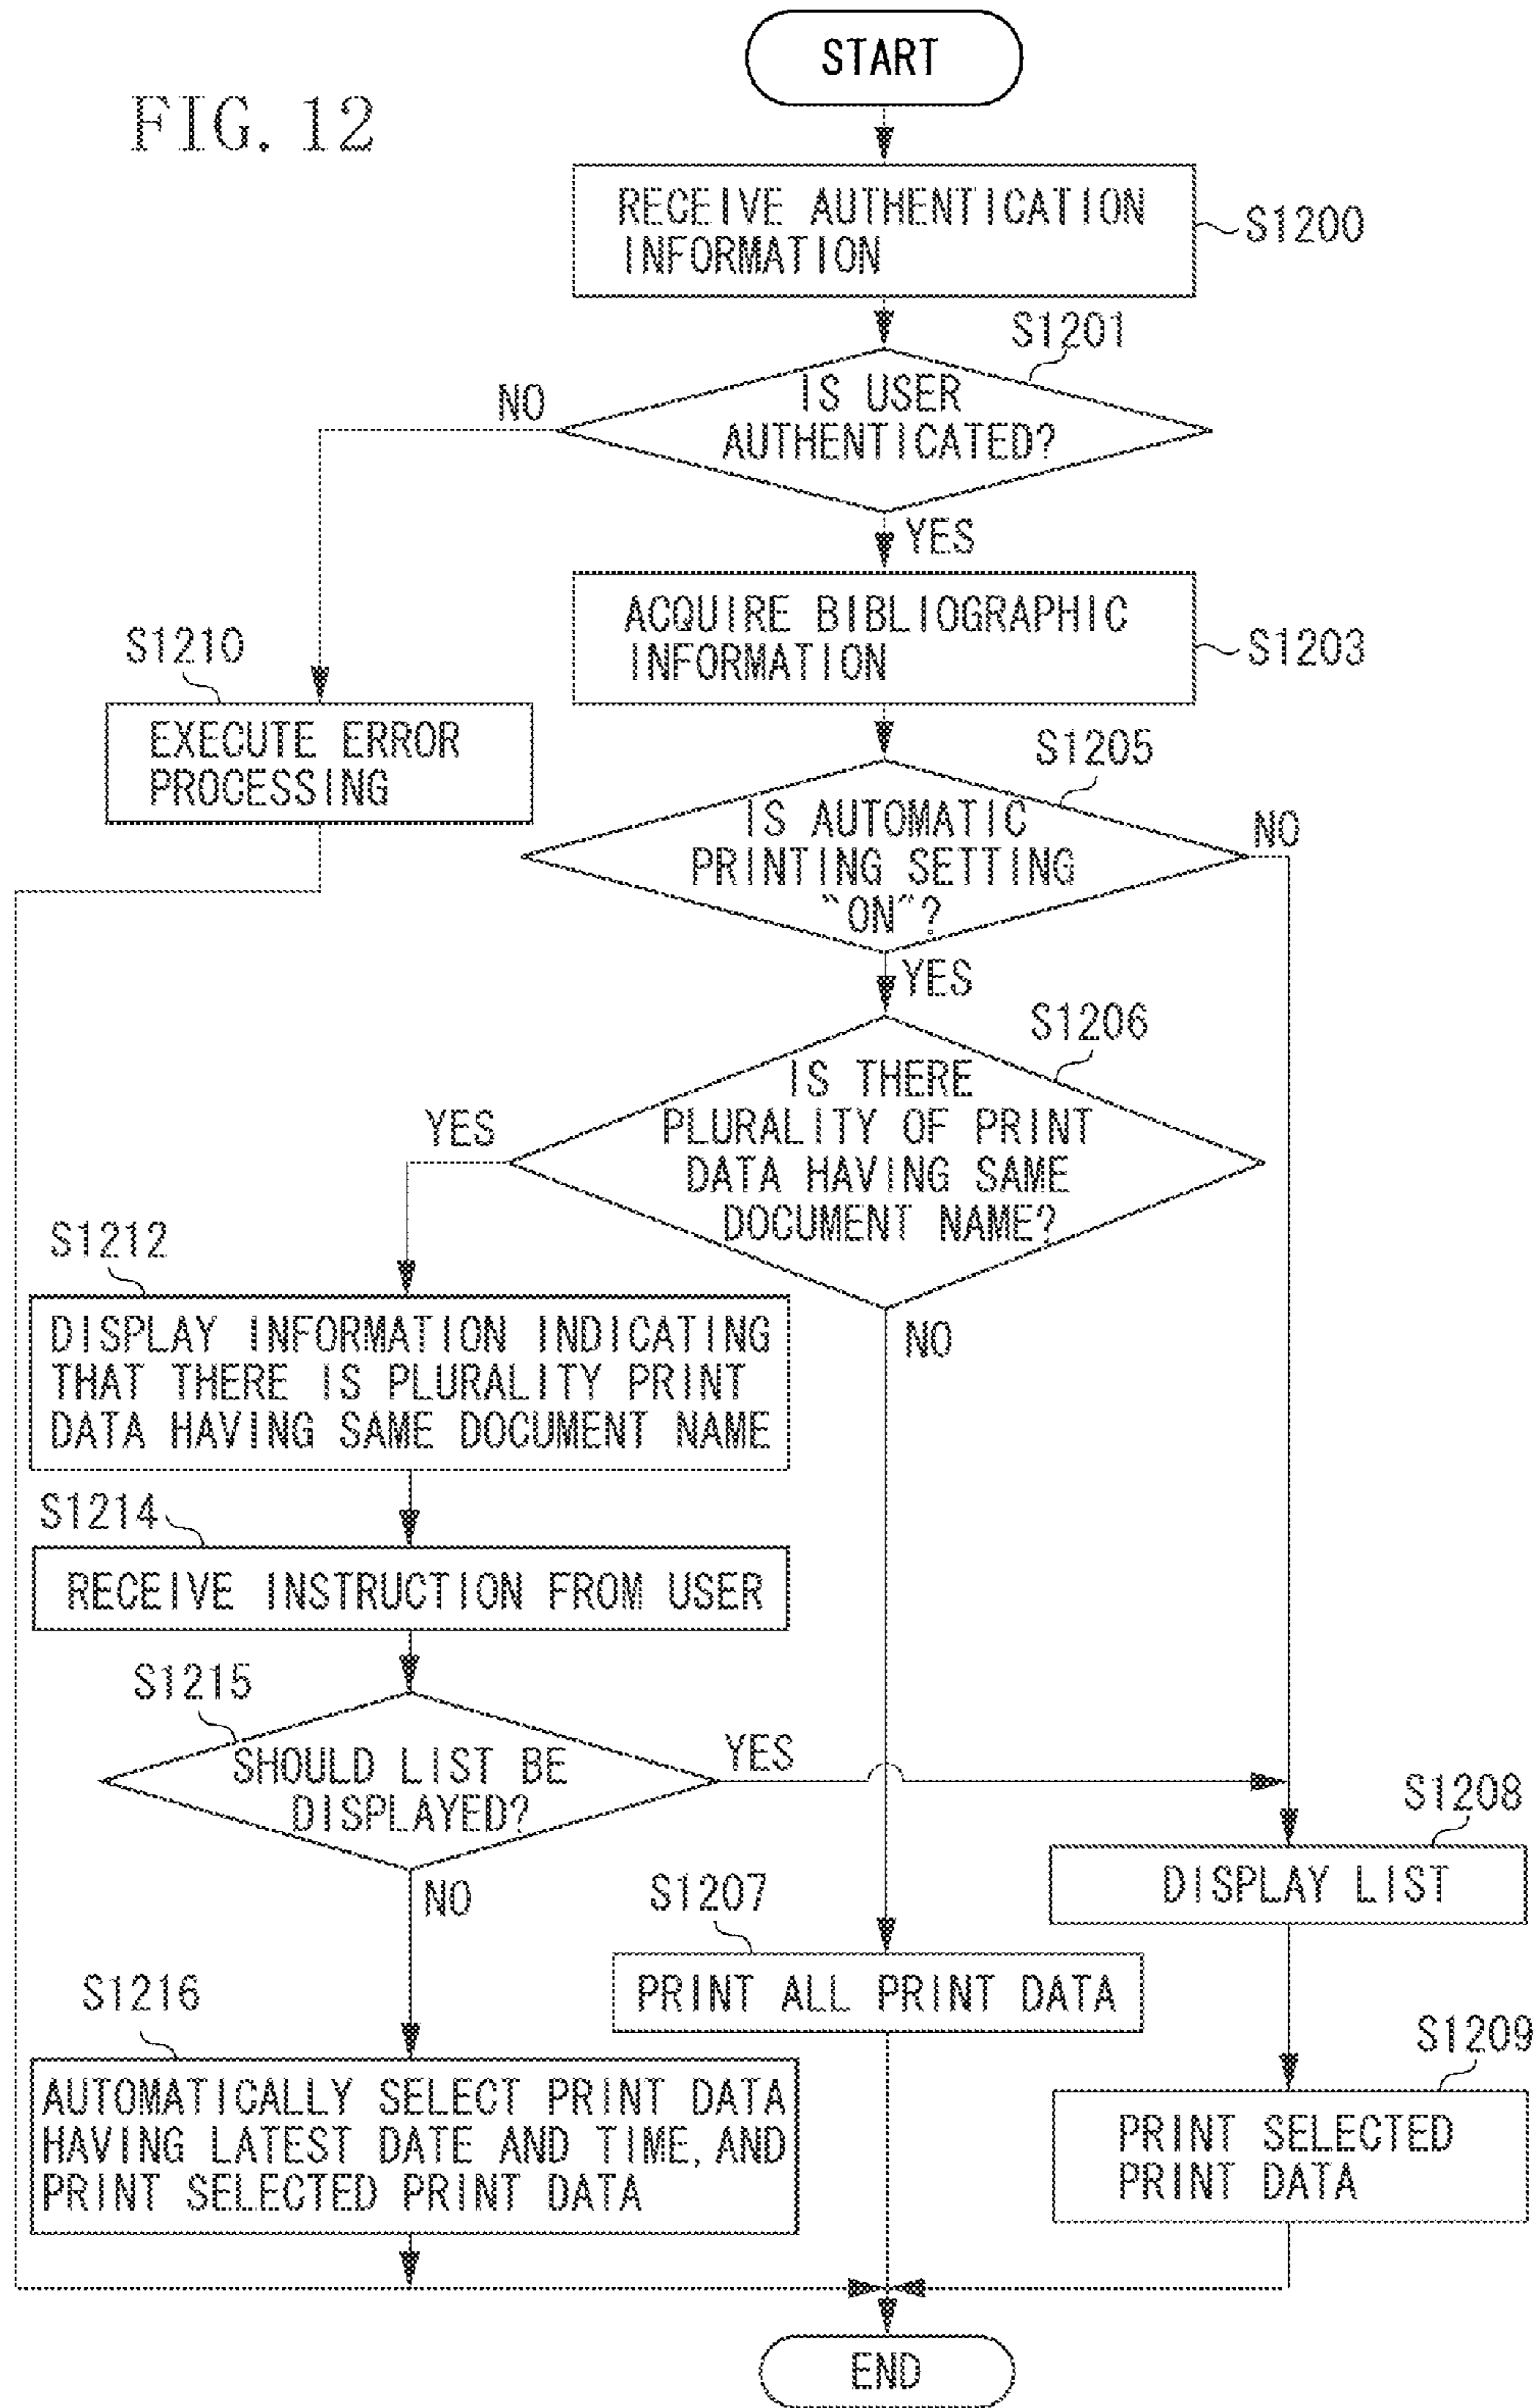 FIG. 12
START
RECEIVE AUTHENTICATION
INFORMATION
S1200
S1201
IS USER
AUTHENTICATED?
NO
YES
ACQUIRE BIBLIOGRAPHIC
INFORMATION
S1203
S1210
EXECUTE ERROR
PROCESSING
S1205
IS AUTOMATIC
PRINTING SETTING
“ON”?
NO
YES
S1206
IS THERE
PLURALITY OF PRINT
DATA HAVING SAME
DOCUMENT NAME?
YES
NO
S1212
DISPLAY INFORMATION INDICATING
THAT THERE IS PLURALITY PRINT
DATA HAVING SAME DOCUMENT NAME
S1214
RECEIVE INSTRUCTION FROM USER
S1215
SHOULD LIST BE
DISPLAYED?
YES
NO
S1208
DISPLAY LIST
S1207
PRINT ALL PRINT DATA
S1216
AUTOMATICALLY SELECT PRINT DATA
HAVING LATEST DATE AND TIME, AND
PRINT SELECTED PRINT DATA
S1209
PRINT SELECTED
PRINT DATA
END